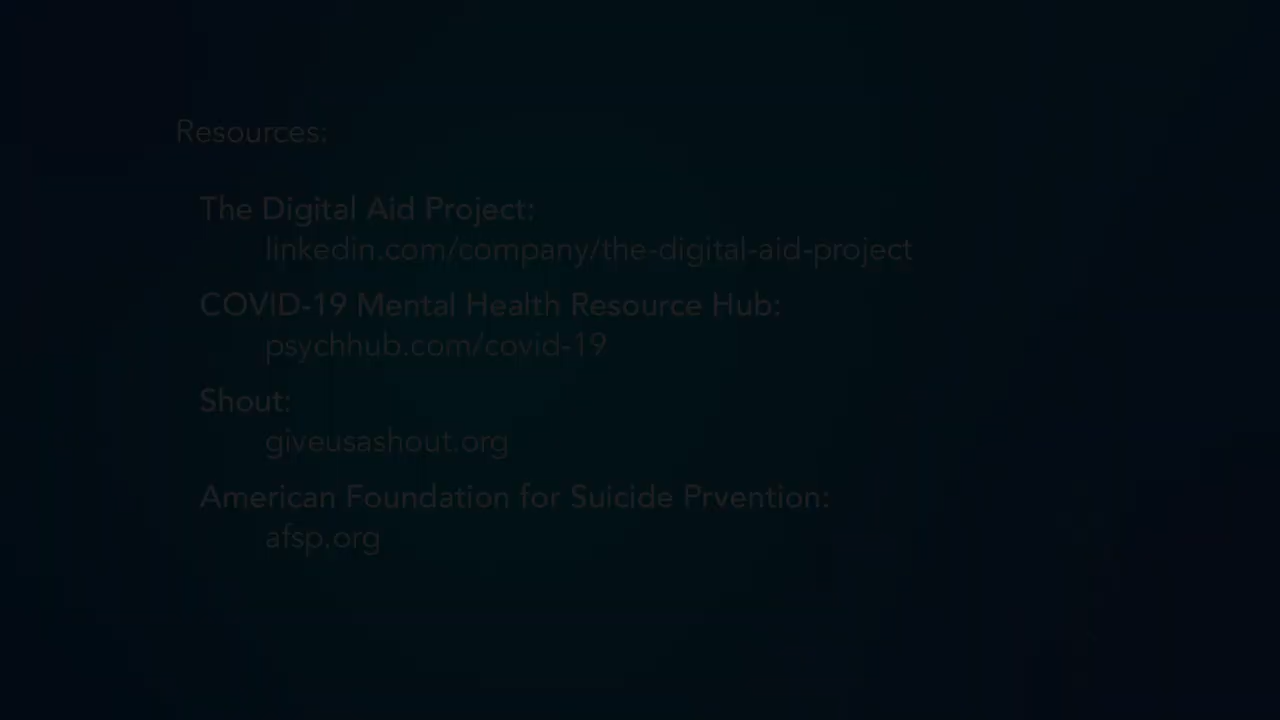 Resources:
The Digital Aid Project:
linkedin.com/company/the-digital-aid-project
COVID-19 Mental Health Resource Hub:
psychhub.com/covid-19
Shout:
giveusashout.org
American Foundation for Suicide Prvention:
afsp.org